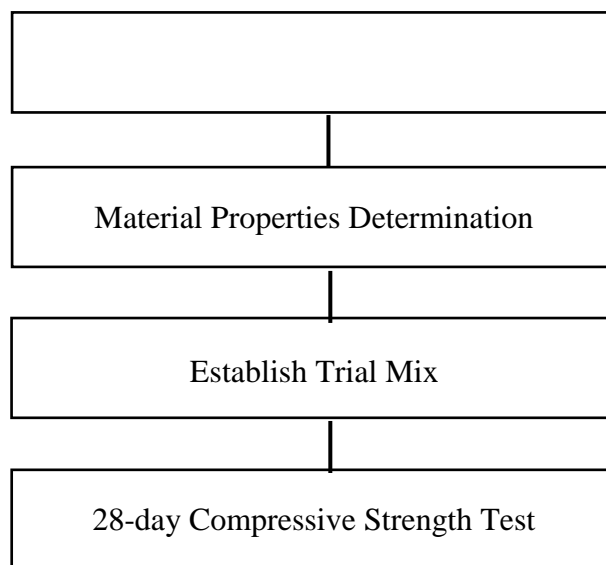 Material Properties Determination
Establish Trial Mix
28-day Compressive Strength Test